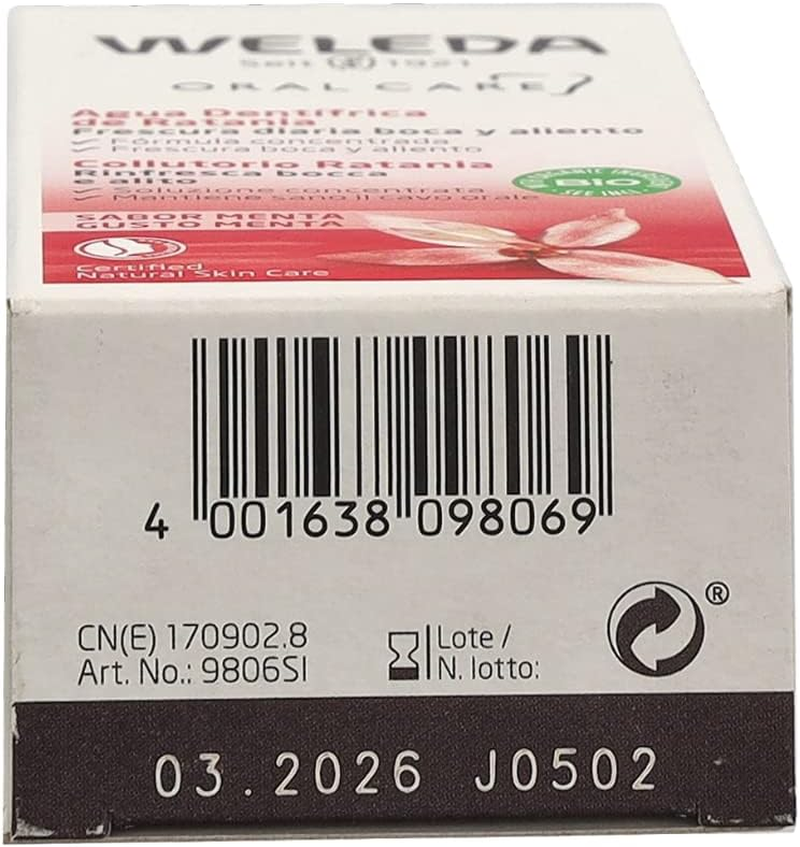 WELEDA
Seit 1921
ORAL CARE
Agua Dentífrica
de Ratania
Frescura diaria boca y aliento
Fórmula concentrada
Frescura boca y aliento
Collutorio Ratania
Rinfresca bocca
e alito
Soluzione concentrata
Mantiene sano il cavo orale
BIO
SABOR MENTA
GUSTO MENTA
Certified
Natural Skin Care
4 001638 098069
CN(E) 170902.8
Art. No.: 9806SI
Lote /
N. lotto:
®
03.2026 J0502